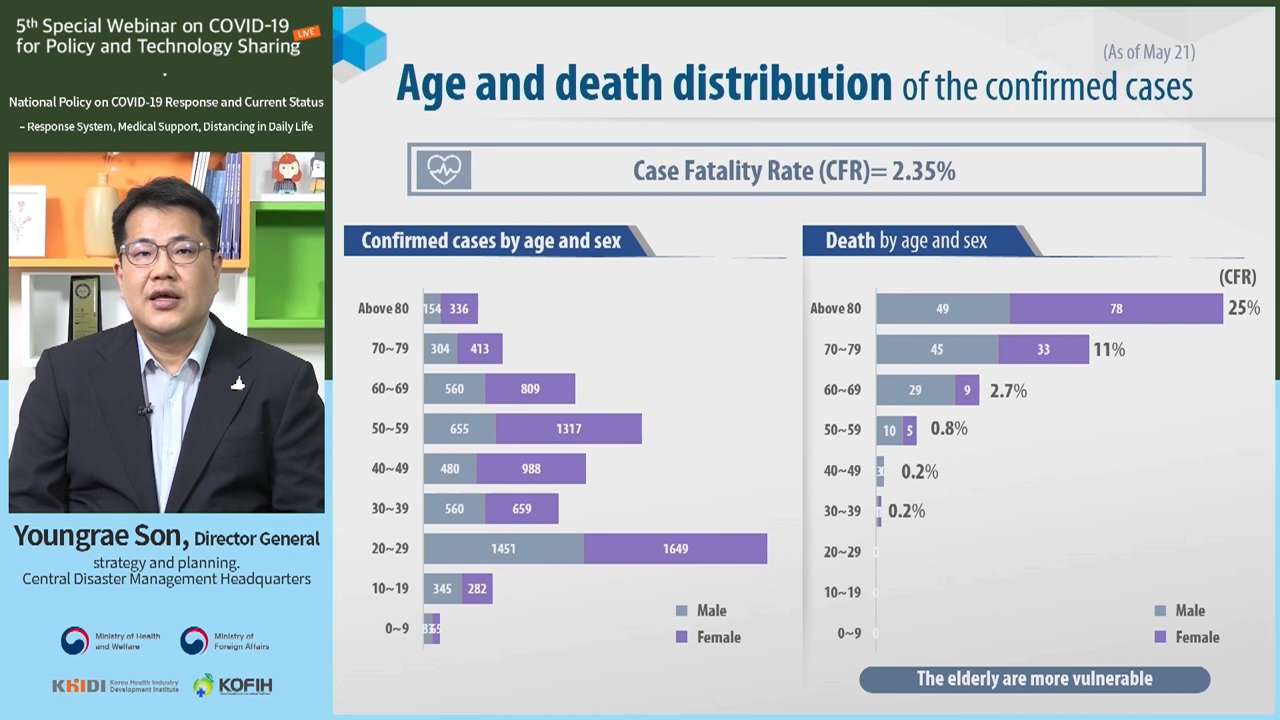 5th Special Webinar on COVID-19
for Policy and Technology Sharing
LIVE
National Policy on COVID-19 Response and Current Status
– Response System, Medical Support, Distancing in Daily Life
Youngrae Son, Director General
strategy and planning.
Central Disaster Management Headquarters
Ministry of Health
and Welfare
Ministry of
Foreign Affairs
KHIDI Korea Health Industry
Development Institute
KOFIH
(As of May 21)
Age and death distribution of the confirmed cases
Case Fatality Rate (CFR)= 2.35%
Confirmed cases by age and sex
Above 80 154 336
70~79 304 413
60~69 560 809
50~59 655 1317
40~49 480 988
30~39 560 659
20~29 1451 1649
10~19 345 282
0~9
Male
Female
Death by age and sex
(CFR)
Above 80 49 78 25%
70~79 45 33 11%
60~69 29 9 2.7%
50~59 10 5 0.8%
40~49 0.2%
30~39 0.2%
20~29 0
10~19 0
0~9 0
Male
Female
The elderly are more vulnerable